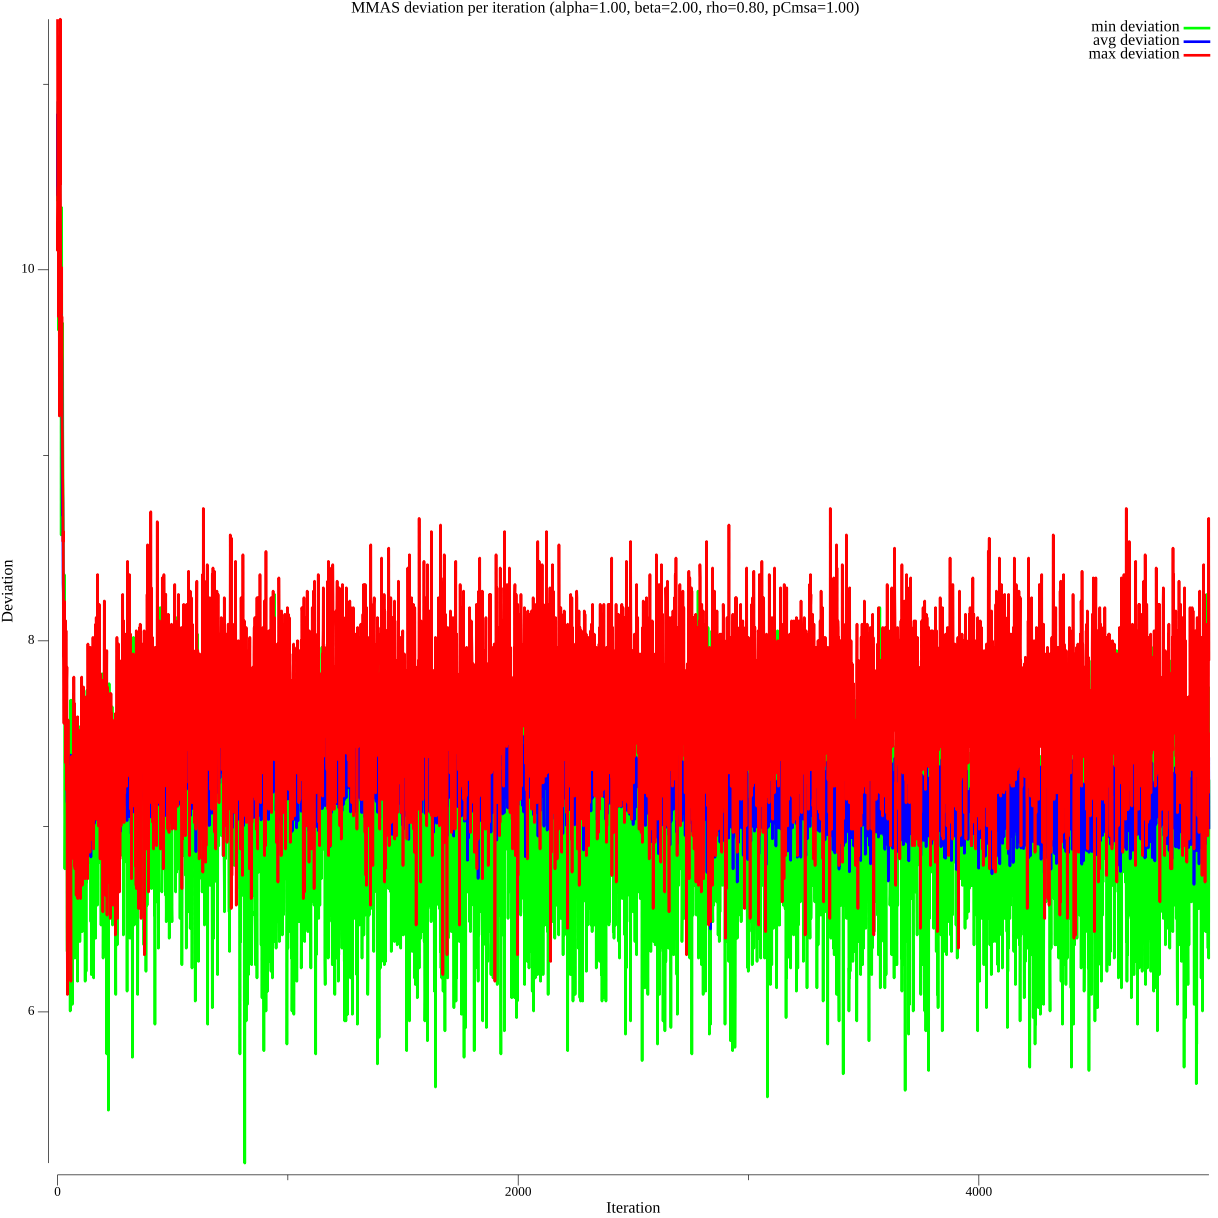 MMAS deviation per iteration (alpha=1.00, beta=2.00, rho=0.80, pCmsa=1.00)
min deviation
avg deviation
max deviation
10
8
6
Deviation
0
2000
4000
Iteration